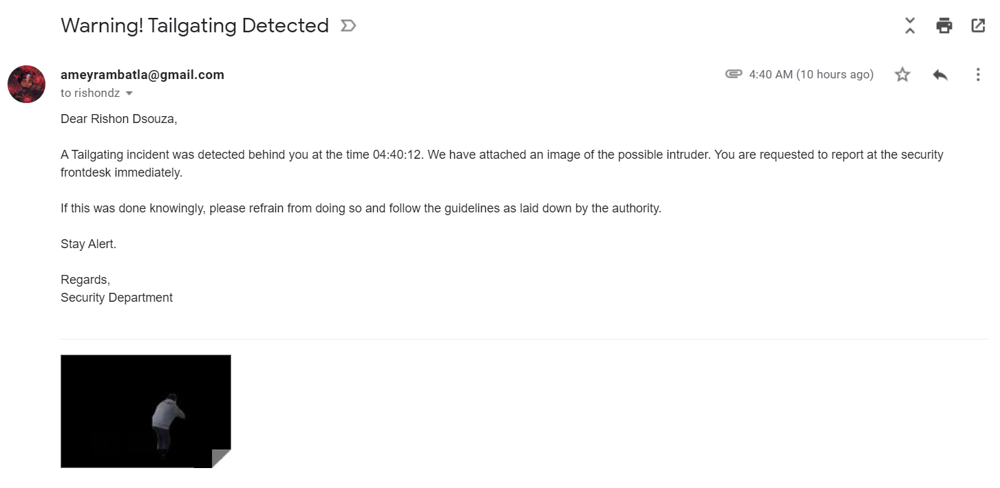 Warning! Tailgating Detected
ameyrambatla@gmail.com
4:40 AM (10 hours ago)
to rishondz
Dear Rishon Dsouza,
A Tailgating incident was detected behind you at the time 04:40:12. We have attached an image of the possible intruder. You are requested to report at the security
frontdesk immediately.
If this was done knowingly, please refrain from doing so and follow the guidelines as laid down by the authority.
Stay Alert.
Regards,
Security Department